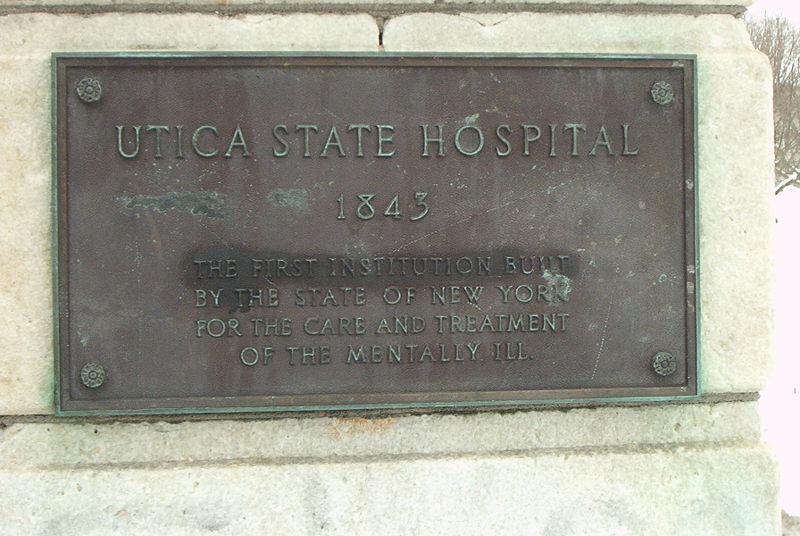 UTICA STATE HOSPITAL
1843
THE FIRST INSTITUTION BUILT
BY THE STATE OF NEW YORK
FOR THE CARE AND TREATMENT
OF THE MENTALLY ILL.